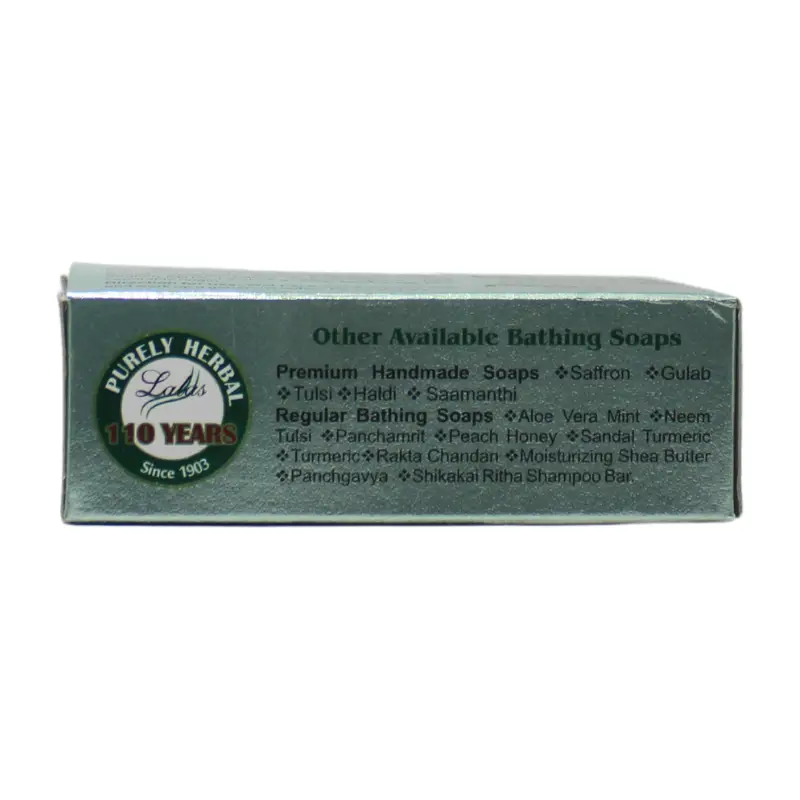 PURELY HERBAL
Lalas
110 YEARS
Since 1903
Other Available Bathing Soaps
Premium Handmade Soaps ❖Saffron ❖Gulab
❖Tulsi ❖Haldi ❖ Saamanthi
Regular Bathing Soaps ❖Aloe Vera Mint ❖Neem
Tulsi ❖Panchamrit ❖Peach Honey ❖Sandal Turmeric
❖Turmeric❖Rakta Chandan ❖Moisturizing Shea Butter
❖Panchgavya ❖Shikakai Ritha Shampoo Bar.